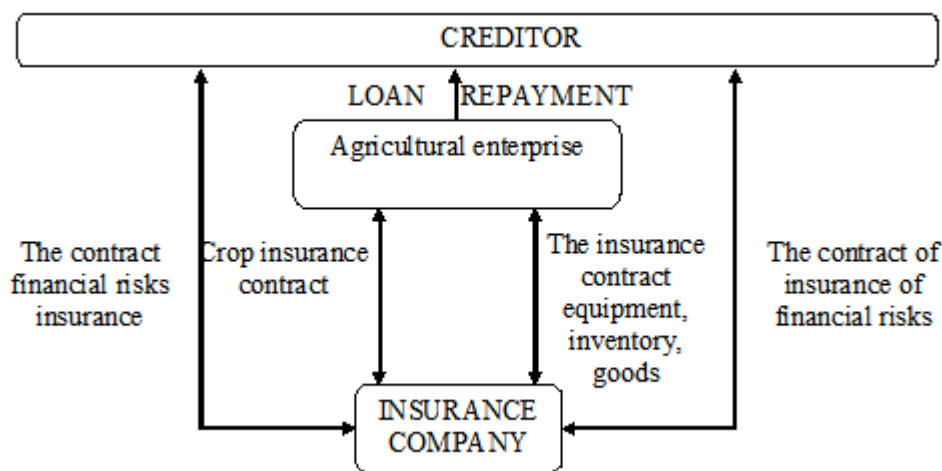 CREDITOR
LOAN REPAYMENT
Agricultural enterprise
The contract
financial risks
insurance
Crop insurance
contract
The insurance
contract
equipment,
inventory,
goods
The contract of
insurance of
financial risks
INSURANCE
COMPANY